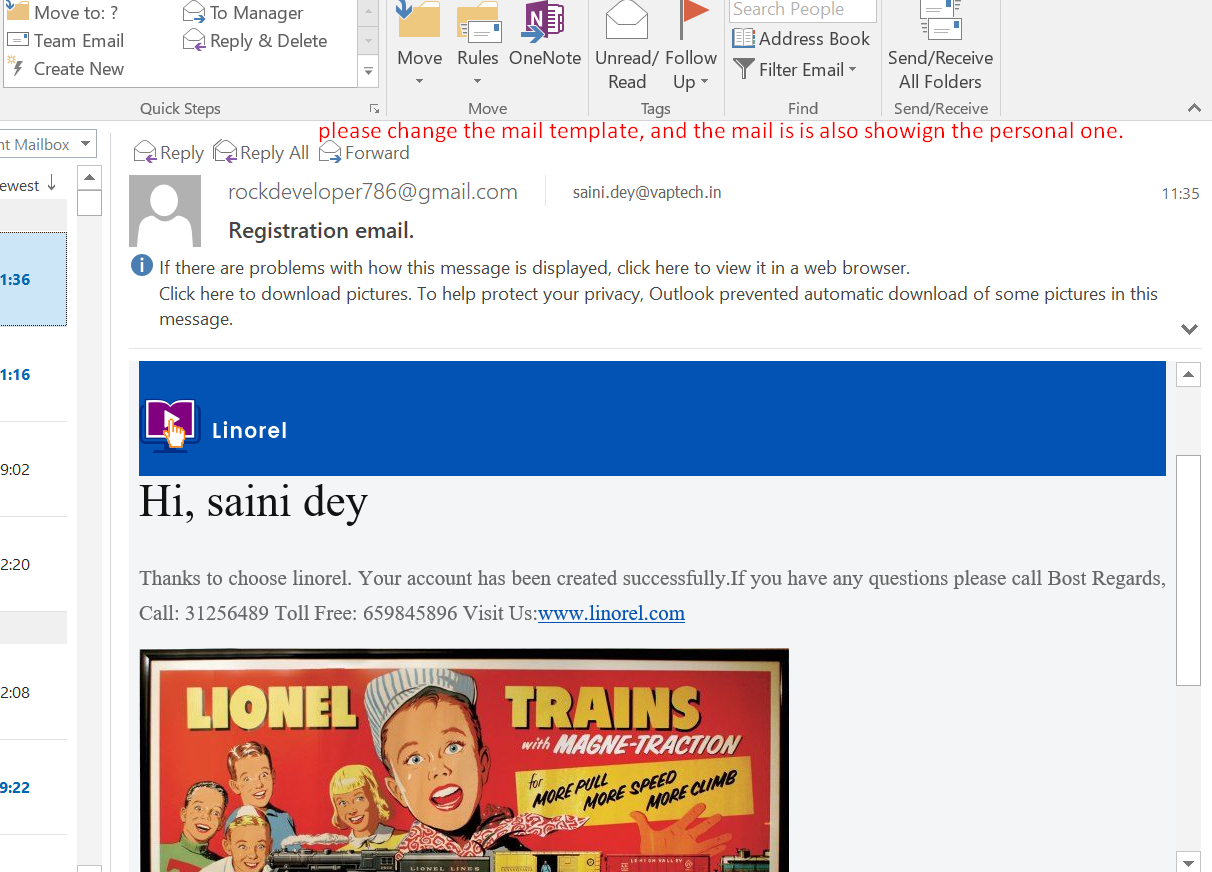 Move to: ?
To Manager
Team Email
Reply & Delete
Create New
Quick Steps
Move
Rules
OneNote
Move
Unread/
Read
Follow
Up
Tags
Search People
Address Book
Filter Email
Find
Send/Receive
All Folders
Send/Receive
please change the mail template, and the mail is is also showign the personal one.
nt Mailbox
Reply
Reply All
Forward
ewest
rockdeveloper786@gmail.com
saini.dey@vaptech.in
11:35
Registration email.
If there are problems with how this message is displayed, click here to view it in a web browser.
Click here to download pictures. To help protect your privacy, Outlook prevented automatic download of some pictures in this
message.
1:36
1:16
9:02
2:20
2:08
9:22
Linorel
Hi, saini dey
Thanks to choose linorel. Your account has been created successfully.If you have any questions please call Bost Regards,
Call: 31256489 Toll Free: 659845896 Visit Us:www.linorel.com
LIONEL TRAINS
with MAGNE-TRACTION
for MORE PULL
MORE SPEED
MORE CLIMB
LIONEL LINES
PENNSYLVANIA
LEHIGH VALLEY